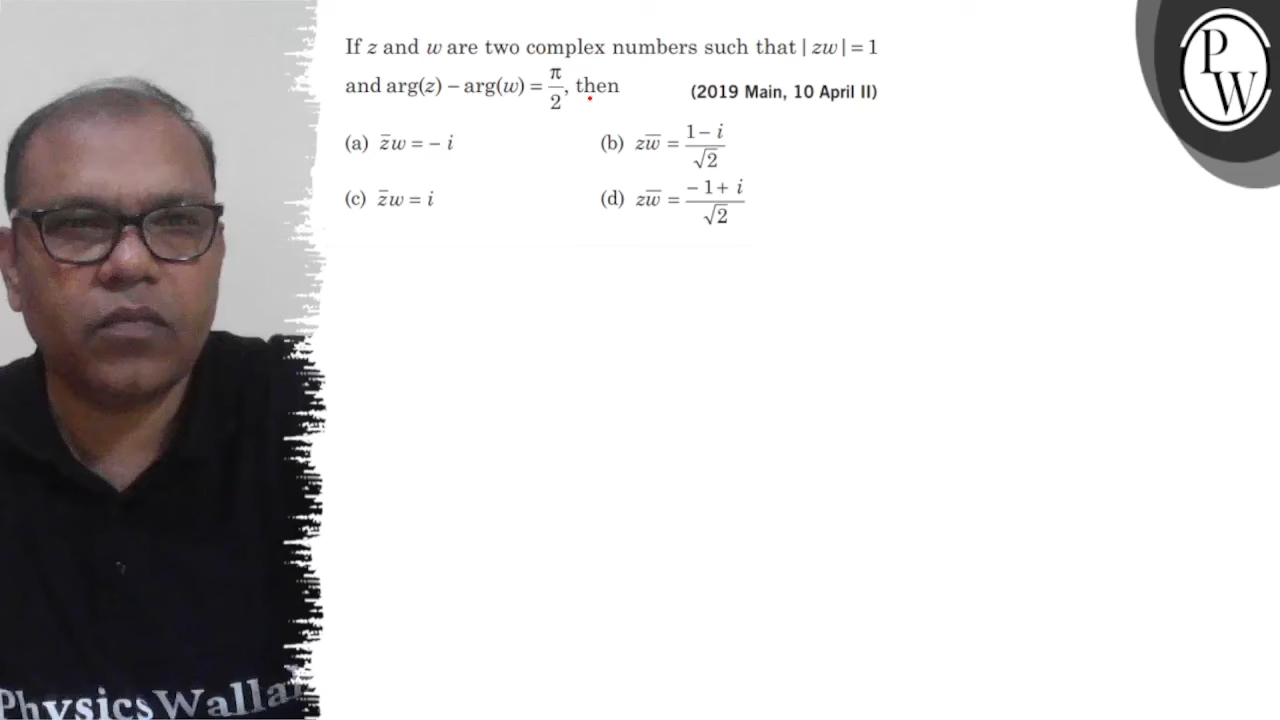 If z and w are two complex numbers such that | zw | = 1
and arg(z) − arg(w) = π/2, then
(2019 Main, 10 April II)
(a) z̅w = − i
(b) zw̅ = (1 − i)/√2
(c) z̅w = i
(d) zw̅ = (−1 + i)/√2
P
W
PhysicsWallah